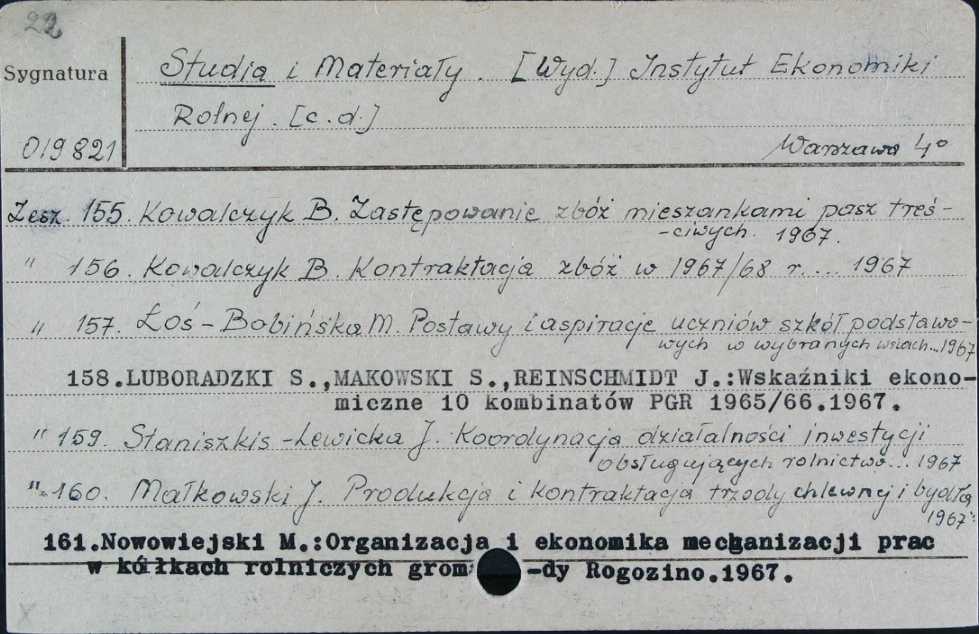 22
Sygnatura
Studia i Materiały. [Wyd.] Instytut Ekonomiki
Rolnej. [c.d.]
019821
Warszawa 4°
Zesz. 155. Kowalczyk B. Zastępowanie zbóż mieszankami pasz treś-
-ciwych. 1967.
" 156. Kowalczyk B. Kontraktacja zbóż w 1967/68 r.... 1967
" 157. Łoś-Bobińska M. Postawy i aspiracje uczniów szkół podstawo-
wych w wybranych wsiach...1967
158.LUBORADZKI S.,MAKOWSKI S.,REINSCHMIDT J.:Wskaźniki ekono-
miczne 10 kombinatów PGR 1965/66.1967.
" 159. Staniszkis-Lewicka J. Koordynacja działalności inwestycji
obsługujących rolnictwo... 1967
" 160. Małkowski J. Produkcja i kontraktacja trzody chlewnej i bydła
1967
161.Nowowiejski M.:Organizacja i ekonomika mechanizacji prac
w kółkach rolniczych grom -dy Rogozino.1967.